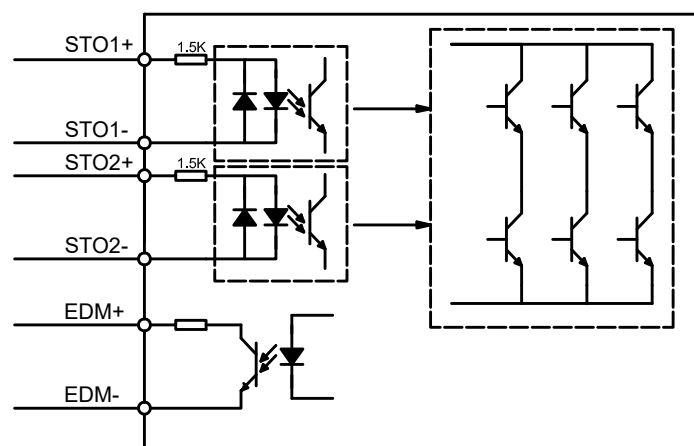 STO1+
1.5K
STO1-
STO2+
1.5K
STO2-
EDM+
EDM-